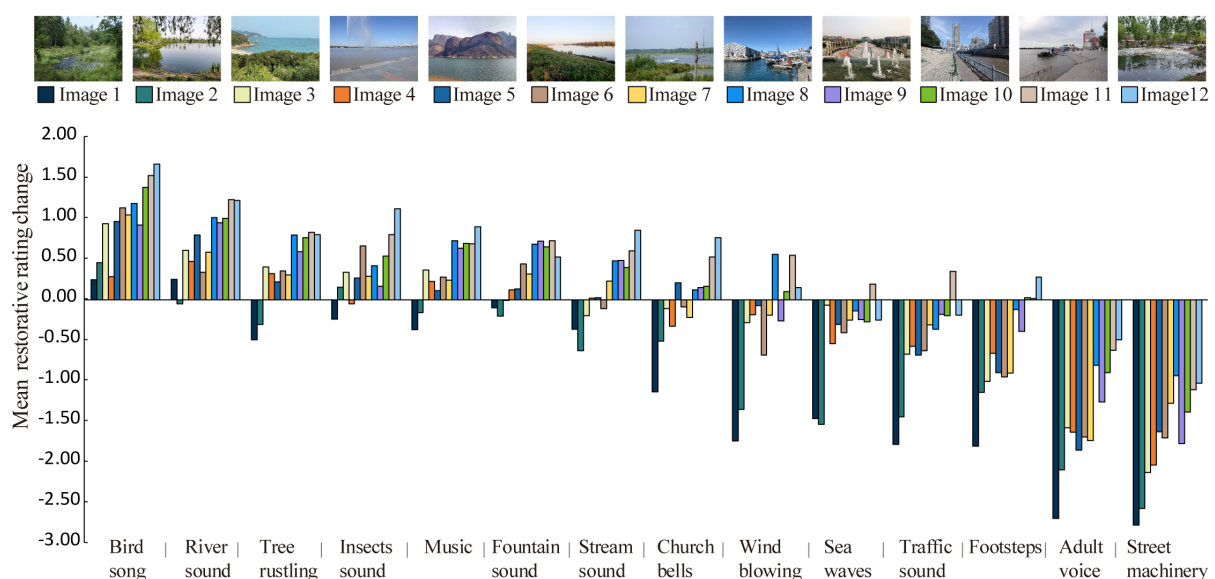 Image 1 Image 2 Image 3 Image 4 Image 5 Image 6 Image 7 Image 8 Image 9 Image 10 Image 11 Image12
Mean restorative rating change
2.00
1.50
1.00
0.50
0.00
-0.50
-1.00
-1.50
-2.00
-2.50
-3.00
Bird song
River sound
Tree rustling
Insects sound
Music
Fountain sound
Stream sound
Church bells
Wind blowing
Sea waves
Traffic sound
Footsteps
Adult voice
Street machinery